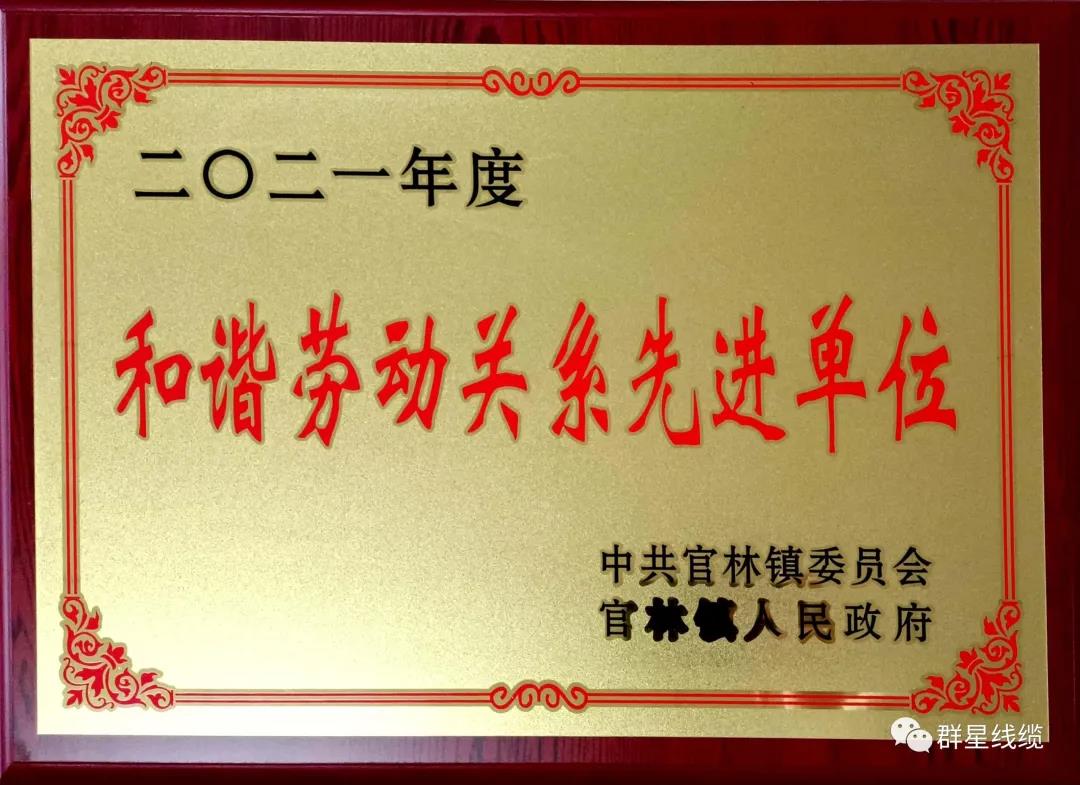 二〇二一年度
和谐劳动关系先进单位
中共官林镇委员会
官林镇人民政府
群星线缆